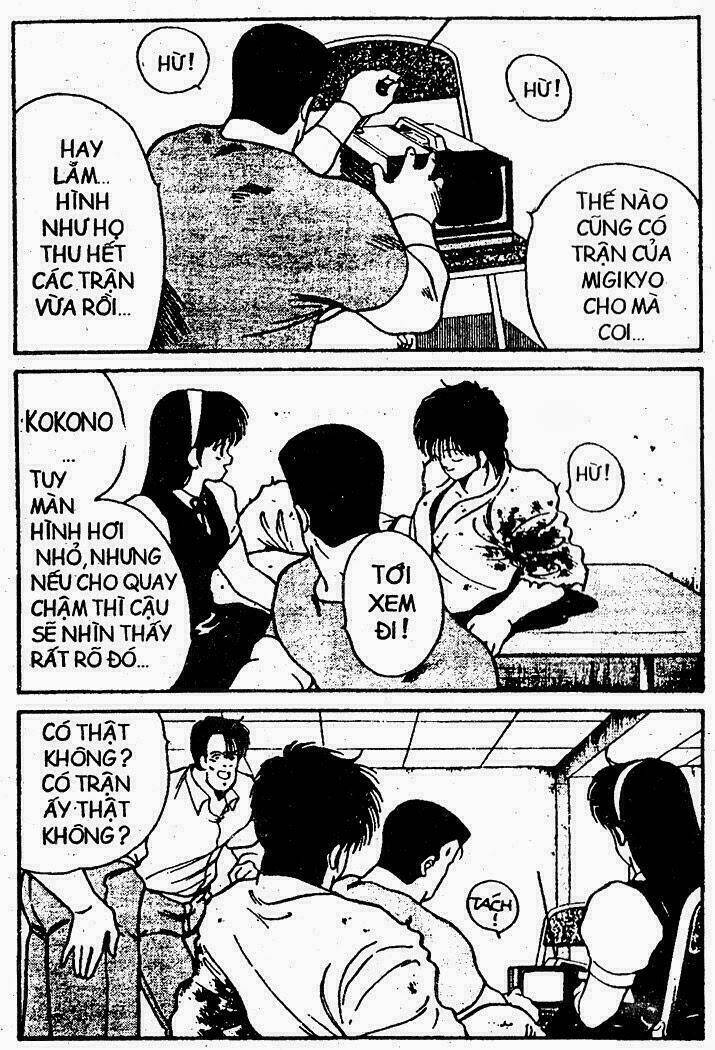 HỪ!
HỪ!
HAY
LẮM...
HÌNH
NHƯ HỌ
THU HẾT
CÁC TRẬN
VỪA RỒI...
THẾ NÀO
CŨNG CÓ
TRẬN CỦA
MIGIKYO
CHO MÀ
COI...
KOKONO
...
TUY
MÀN
HÌNH HƠI
NHỎ, NHƯNG
NẾU CHO QUAY
CHẬM THÌ CẬU
SẼ NHÌN THẤY
RẤT RÕ ĐÓ...
TỚI
XEM
ĐI!
HỪ!
CÓ THẬT
KHÔNG?
CÓ TRẬN
ẤY THẬT
KHÔNG?
TÁCH
!